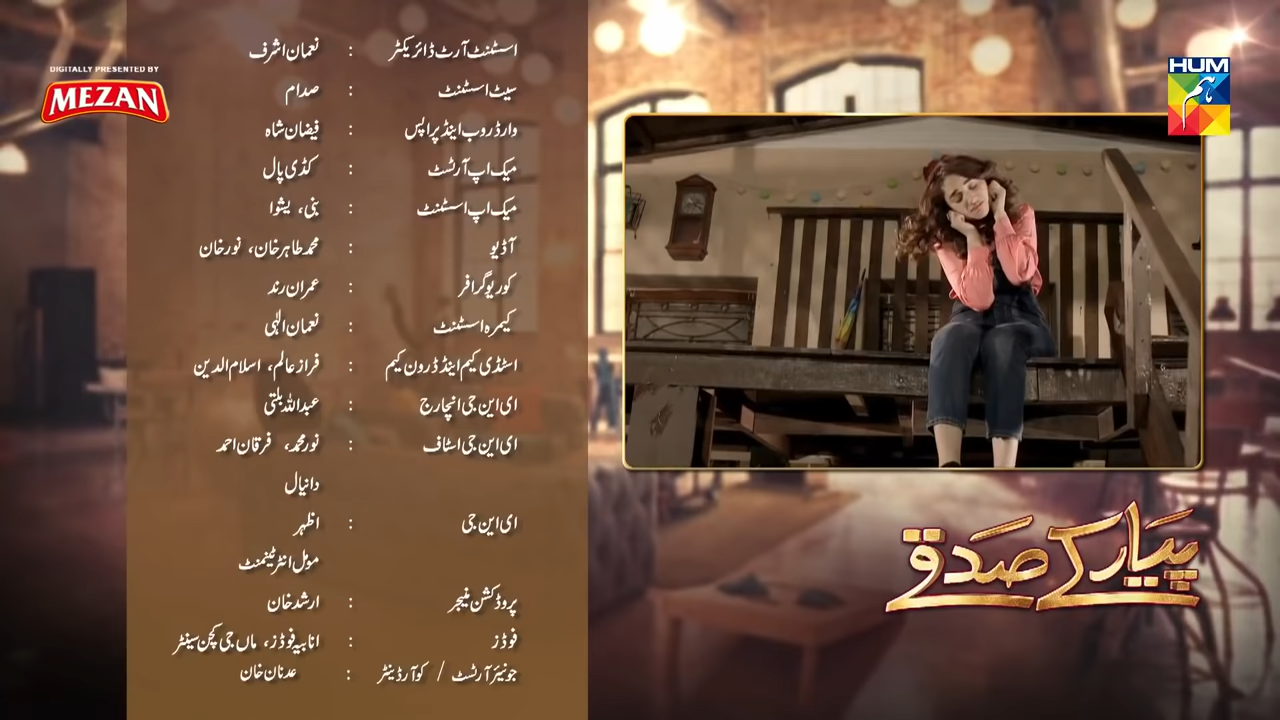 DIGITALLY PRESENTED BY
MEZAN
HUM
ہم
اسسٹنٹ آرٹ ڈائریکٹر : نعمان اشرف
سیٹ اسسٹنٹ : صدام
وارڈروب اینڈ پراپس : فیضان شاہ
میک اپ آرٹسٹ : کڈی پال
میک اپ اسسٹنٹ : بنی، یشوا
آڈیو : محمد طاہر خان، نور خان
کوریوگرافر : عمران رند
کیمرہ اسسٹنٹ : نعمان الٰہی
اسٹڈی کیم اینڈ ڈرون کیم : فراز عالم، اسلام الدین
ای این جی انچارج : عبداللہ بلتی
ای این جی اسٹاف : نور محمد، فرقان احمد
دانیال
ای این جی : اظہر
مومل انٹرٹینمنٹ
پروڈکشن منیجر : ارشد خان
فوڈز : انابیہ فوڈز، ماں جی کچن سینٹر
جونیئر آرٹسٹ / کوآرڈینٹر : عدنان خان
پیار کے صدقے